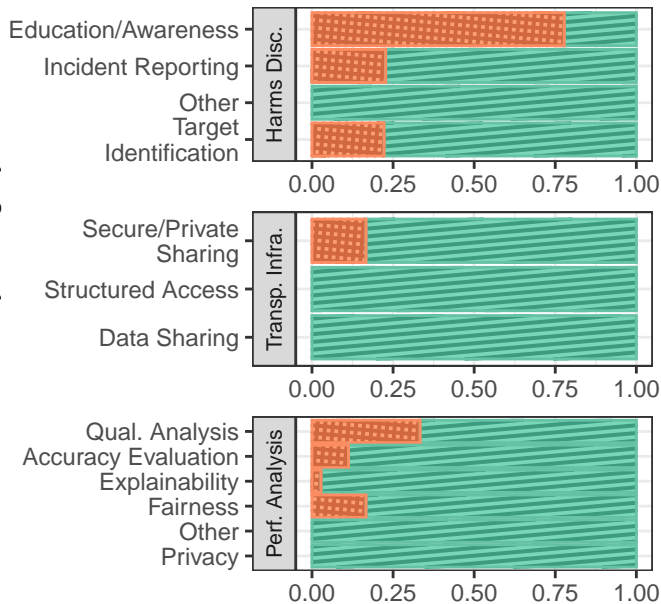 Education/Awareness
Incident Reporting
Other
Target
Identification
Harms Disc.
0.00 0.25 0.50 0.75 1.00
Secure/Private
Sharing
Structured Access
Data Sharing
Transp. Infra.
0.00 0.25 0.50 0.75 1.00
Qual. Analysis
Accuracy Evaluation
Explainability
Fairness
Other
Privacy
Perf. Analysis
0.00 0.25 0.50 0.75 1.00